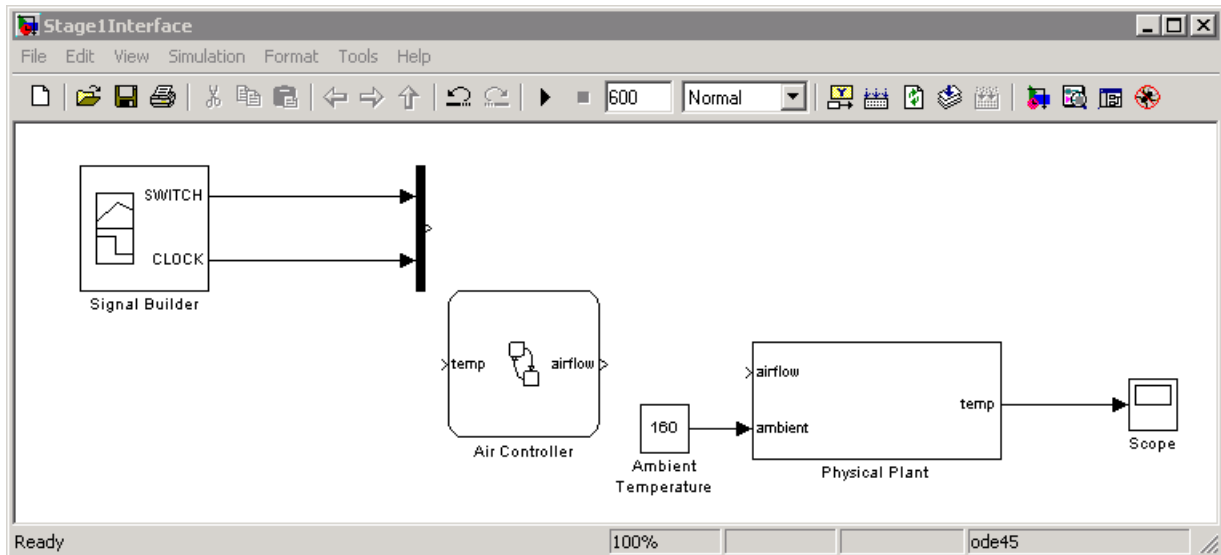 Stage1Interface
File Edit View Simulation Format Tools Help
600 Normal
SWITCH
CLOCK
Signal Builder
temp airflow
Air Controller
160
Ambient
Temperature
airflow
ambient
temp
Physical Plant
Scope
Ready 100% ode45